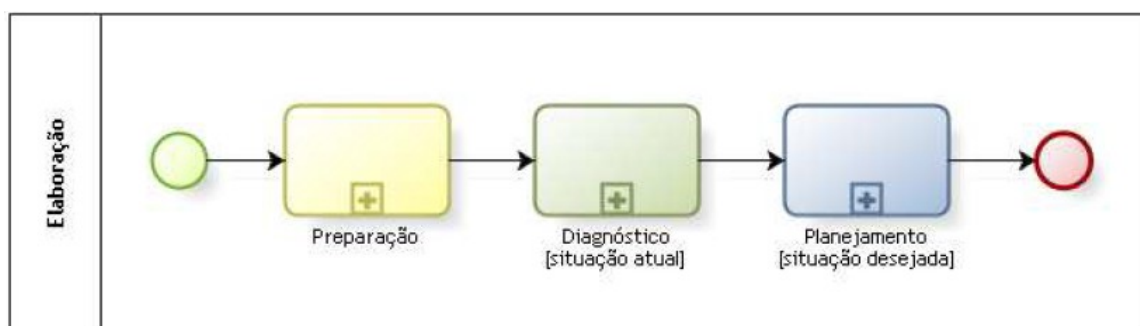 Elaboração
Preparação
Diagnóstico
[situação atual]
Planejamento
[situação desejada]